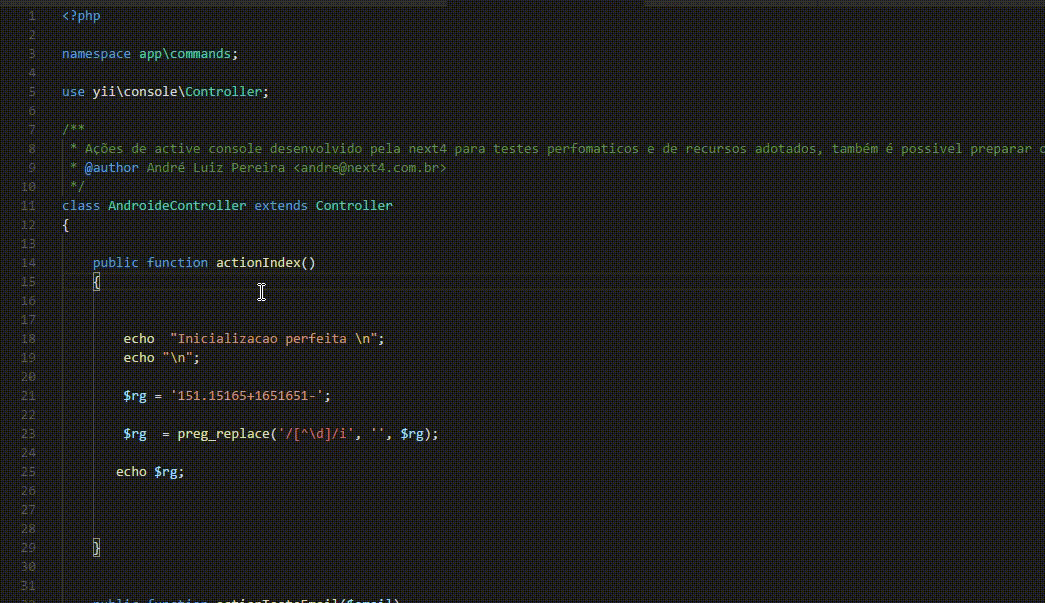 1 <?php
2
3 namespace app\commands;
4
5 use yii\console\Controller;
6
7 /**
8 * Ações de active console desenvolvido pela next4 para testes perfomaticos e de recursos adotados, também é possivel preparar
9 * @author André Luiz Pereira <andre@next4.com.br>
10 */
11 class AndroideController extends Controller
12 {
13
14 public function actionIndex()
15 {
16
17
18 echo "Inicializacao perfeita \n";
19 echo "\n";
20
21 $rg = '151.15165+1651651-';
22
23 $rg = preg_replace('/[^\d]/i', '', $rg);
24
25 echo $rg;
26
27
28
29 }
30
31
public function